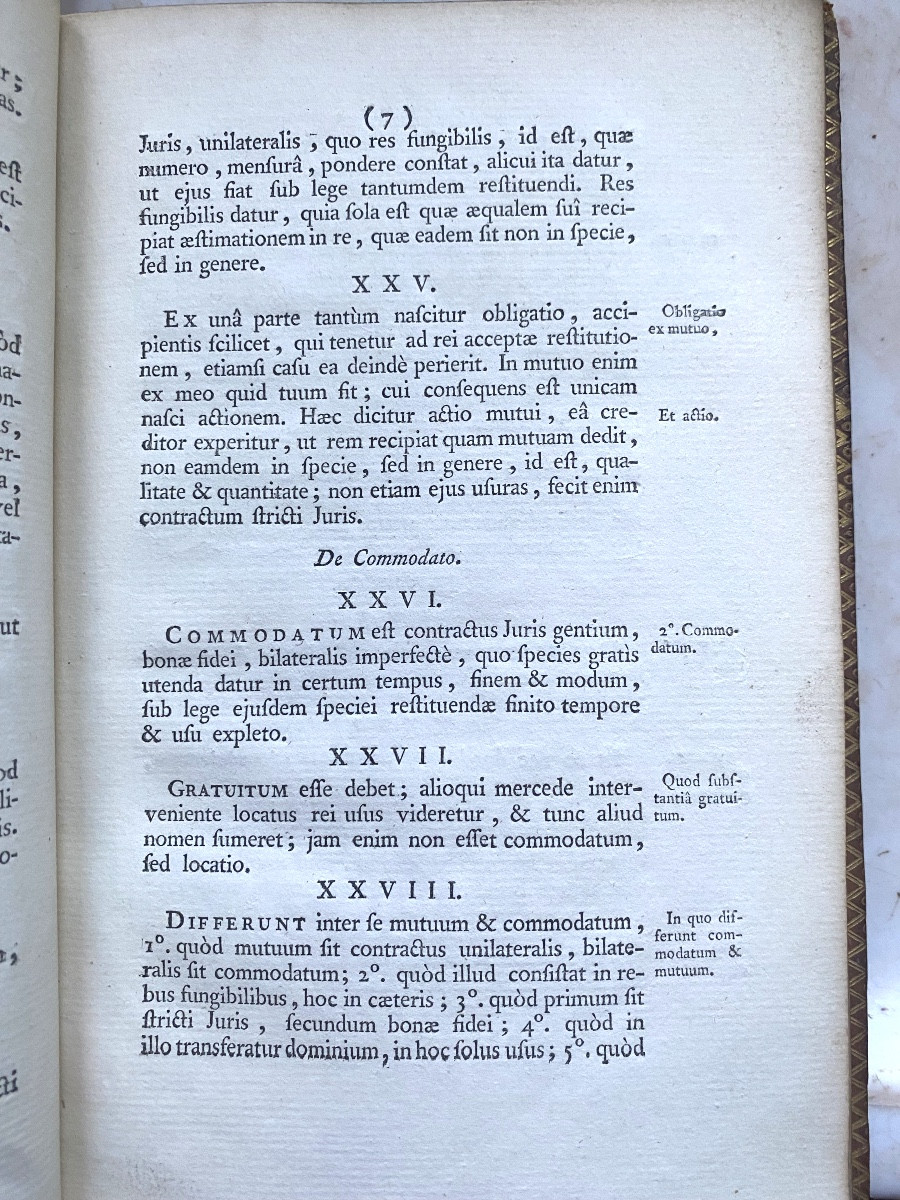 (7)
Juris, unilateralis, quo res fungibilis, id eſt, quæ
numero, menſurâ, pondere conſtat, alicui ita datur,
ut ejus fiat ſub lege tantumdem reſtituendi. Res
fungibilis datur, quia ſola eſt quæ æqualem ſuî reci-
piat æſtimationem in re, quæ eadem ſit non in ſpecie,
ſed in genere.
XXV.
EX unâ parte tantùm naſcitur obligatio, acci-
pientis ſcilicet, qui tenetur ad rei acceptæ reſtitutio-
nem, etiamſi caſu ea deindè perierit. In mutuo enim
ex meo quid tuum fit; cui conſequens eſt unicam
naſci actionem. Hæc dicitur actio mutui, eâ cre-
ditor experitur, ut rem recipiat quam mutuam dedit,
non eamdem in ſpecie, ſed in genere, id eſt, qua-
litate & quantitate; non etiam ejus uſuras, fecit enim
contractum ſtricti Juris.
Obligatio
ex mutuo,
Et actio.
De Commodato.
XXVI.
COMMODATUM eſt contractus Juris gentium,
bonæ fidei, bilateralis imperfectè, quo ſpecies gratìs
utenda datur in certum tempus, finem & modum,
ſub lege ejuſdem ſpeciei reſtituendæ finito tempore
& uſu expleto.
2°. Commo-
datum.
XXVII.
GRATUITUM eſſe debet; alioqui mercede inter-
veniente locatus rei uſus videretur, & tunc aliud
nomen ſumeret; jam enim non eſſet commodatum,
ſed locatio.
Quod ſubſ-
tantiâ gratui-
tum.
XXVIII.
DIFFERUNT inter ſe mutuum & commodatum,
1°. quòd mutuum ſit contractus unilateralis, bilate-
ralis ſit commodatum; 2°. quòd illud conſiſtat in re-
bus fungibilibus, hoc in cæteris; 3°. quòd primum ſit
ſtricti Juris, ſecundum bonæ fidei; 4°. quòd in
illo transferatur dominium, in hoc ſolus uſus; 5°. quòd
In quo dif-
ferunt com-
modatum &
mutuum.